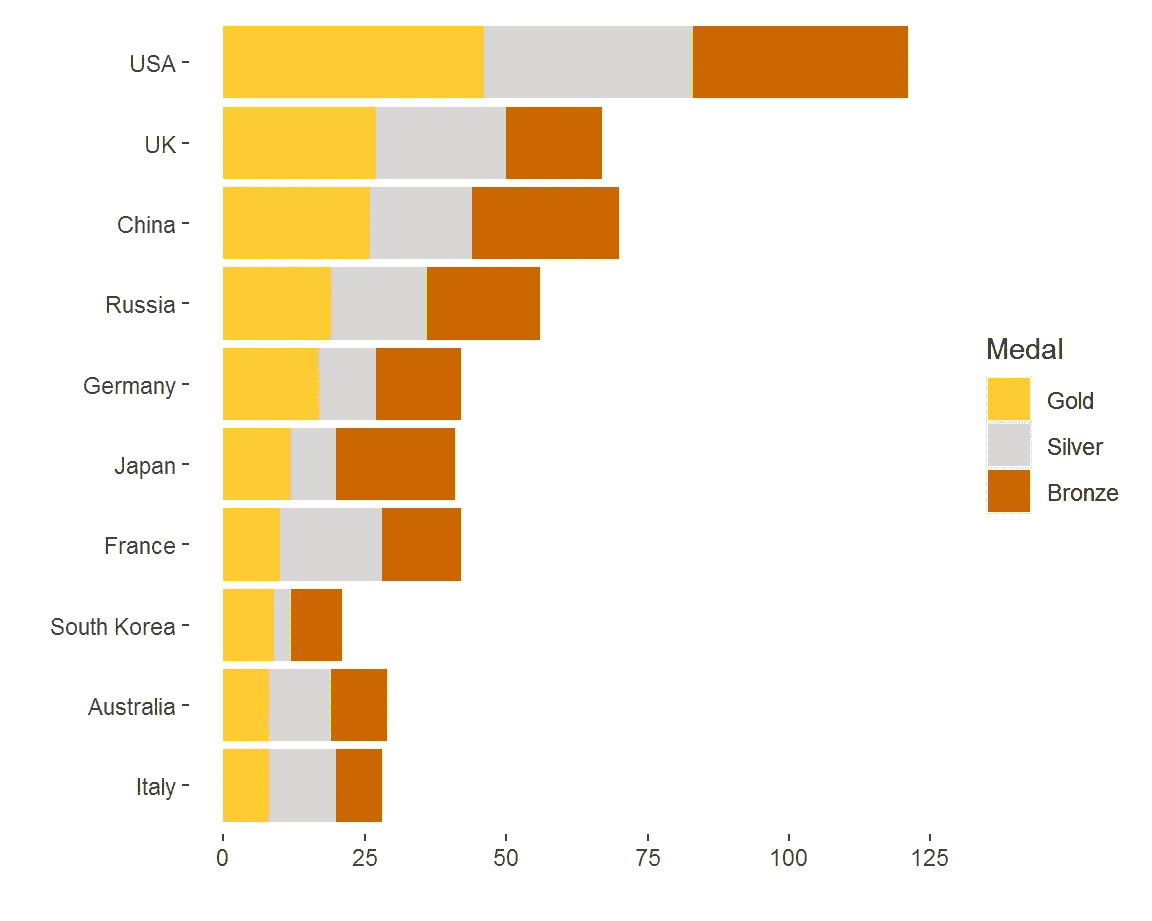 USA
UK
China
Russia
Germany
Japan
France
South Korea
Australia
Italy
0 25 50 75 100 125
Medal
Gold
Silver
Bronze